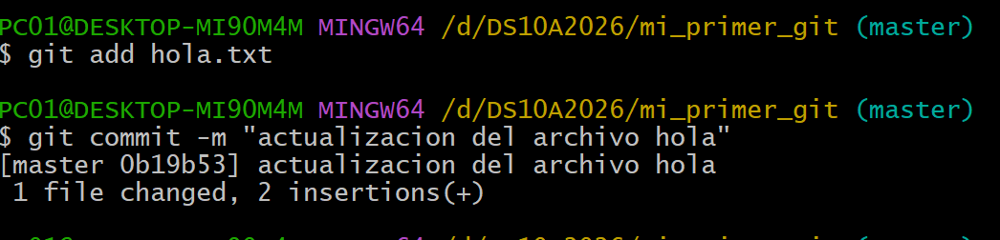 PC01@DESKTOP-MI90M4M MINGW64 /d/DS10A2026/mi_primer_git (master)
$ git add hola.txt
PC01@DESKTOP-MI90M4M MINGW64 /d/DS10A2026/mi_primer_git (master)
$ git commit -m "actualizacion del archivo hola"
[master 0b19b53] actualizacion del archivo hola
 1 file changed, 2 insertions(+)